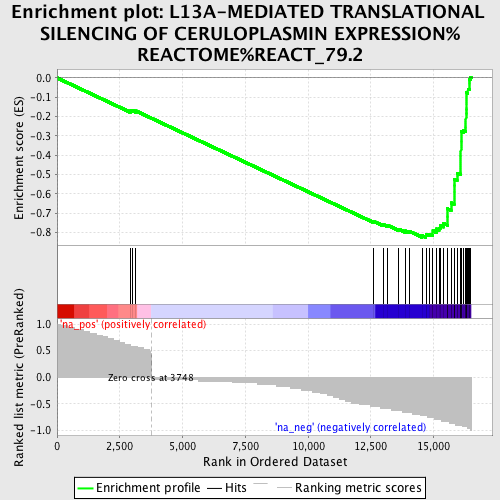 Enrichment plot: L13A-MEDIATED TRANSLATIONAL
SILENCING OF CERULOPLASMIN EXPRESSION%
REACTOME%REACT_79.2
Enrichment score (ES)
0.0
-0.1
-0.2
-0.3
-0.4
-0.5
-0.6
-0.7
-0.8
Ranked list metric (PreRanked)
1.0
0.5
0.0
-0.5
-1.0
'na_pos' (positively correlated)
Zero cross at 3748
'na_neg' (negatively correlated)
0
2,500
5,000
7,500
10,000
12,500
15,000
Rank in Ordered Dataset
Enrichment profile
Hits
Ranking metric scores